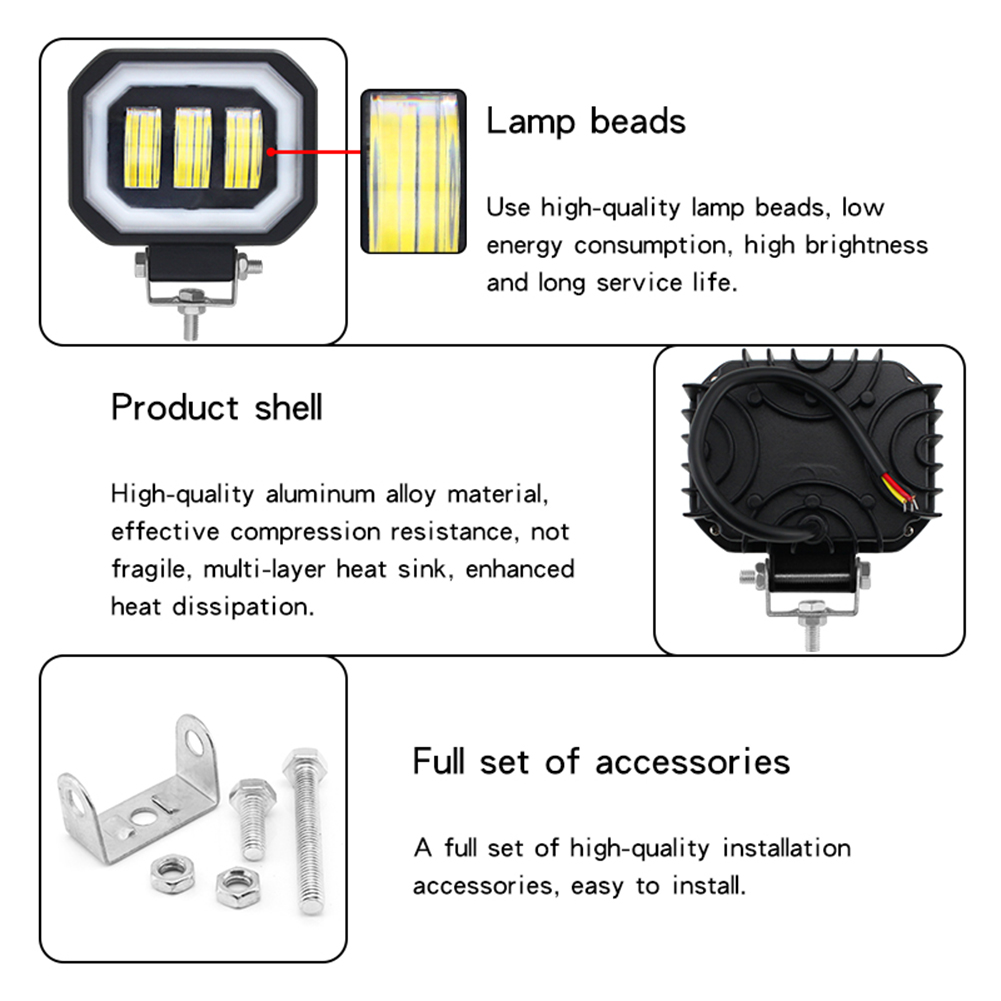 Lamp beads
Use high-quality lamp beads, low
energy consumption, high brightness
and long service life.
Product shell
High-quality aluminum alloy material,
effective compression resistance, not
fragile, multi-layer heat sink, enhanced
heat dissipation.
Full set of accessories
A full set of high-quality installation
accessories, easy to install.